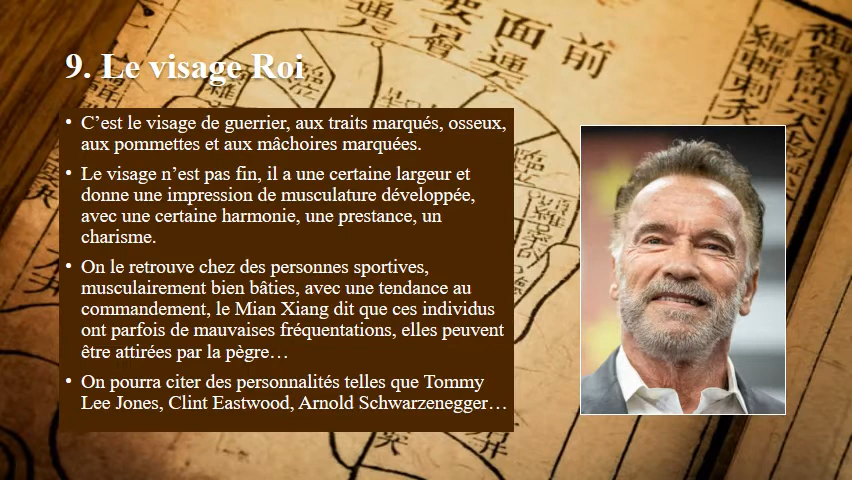 9. Le visage Roi
• C’est le visage de guerrier, aux traits marqués, osseux,
aux pommettes et aux mâchoires marquées.
• Le visage n’est pas fin, il a une certaine largeur et
donne une impression de musculature développée,
avec une certaine harmonie, une prestance, un
charisme.
• On le retrouve chez des personnes sportives,
musculairement bien bâties, avec une tendance au
commandement, le Mian Xiang dit que ces individus
ont parfois de mauvaises fréquentations, elles peuvent
être attirées par la pègre…
• On pourra citer des personnalités telles que Tommy
Lee Jones, Clint Eastwood, Arnold Schwarzenegger…
前
面